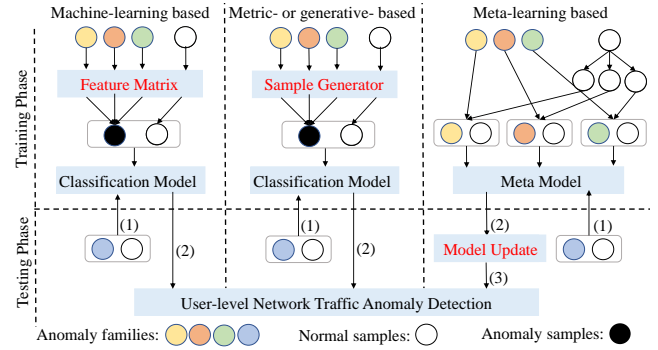 Machine-learning based
Metric- or generative- based
Meta-learning based
Training Phase
Feature Matrix
Sample Generator
Classification Model
Classification Model
Meta Model
Testing Phase
(1)
(2)
(1)
(2)
(2)
(1)
Model Update
(3)
User-level Network Traffic Anomaly Detection
Anomaly families:
Normal samples:
Anomaly samples: